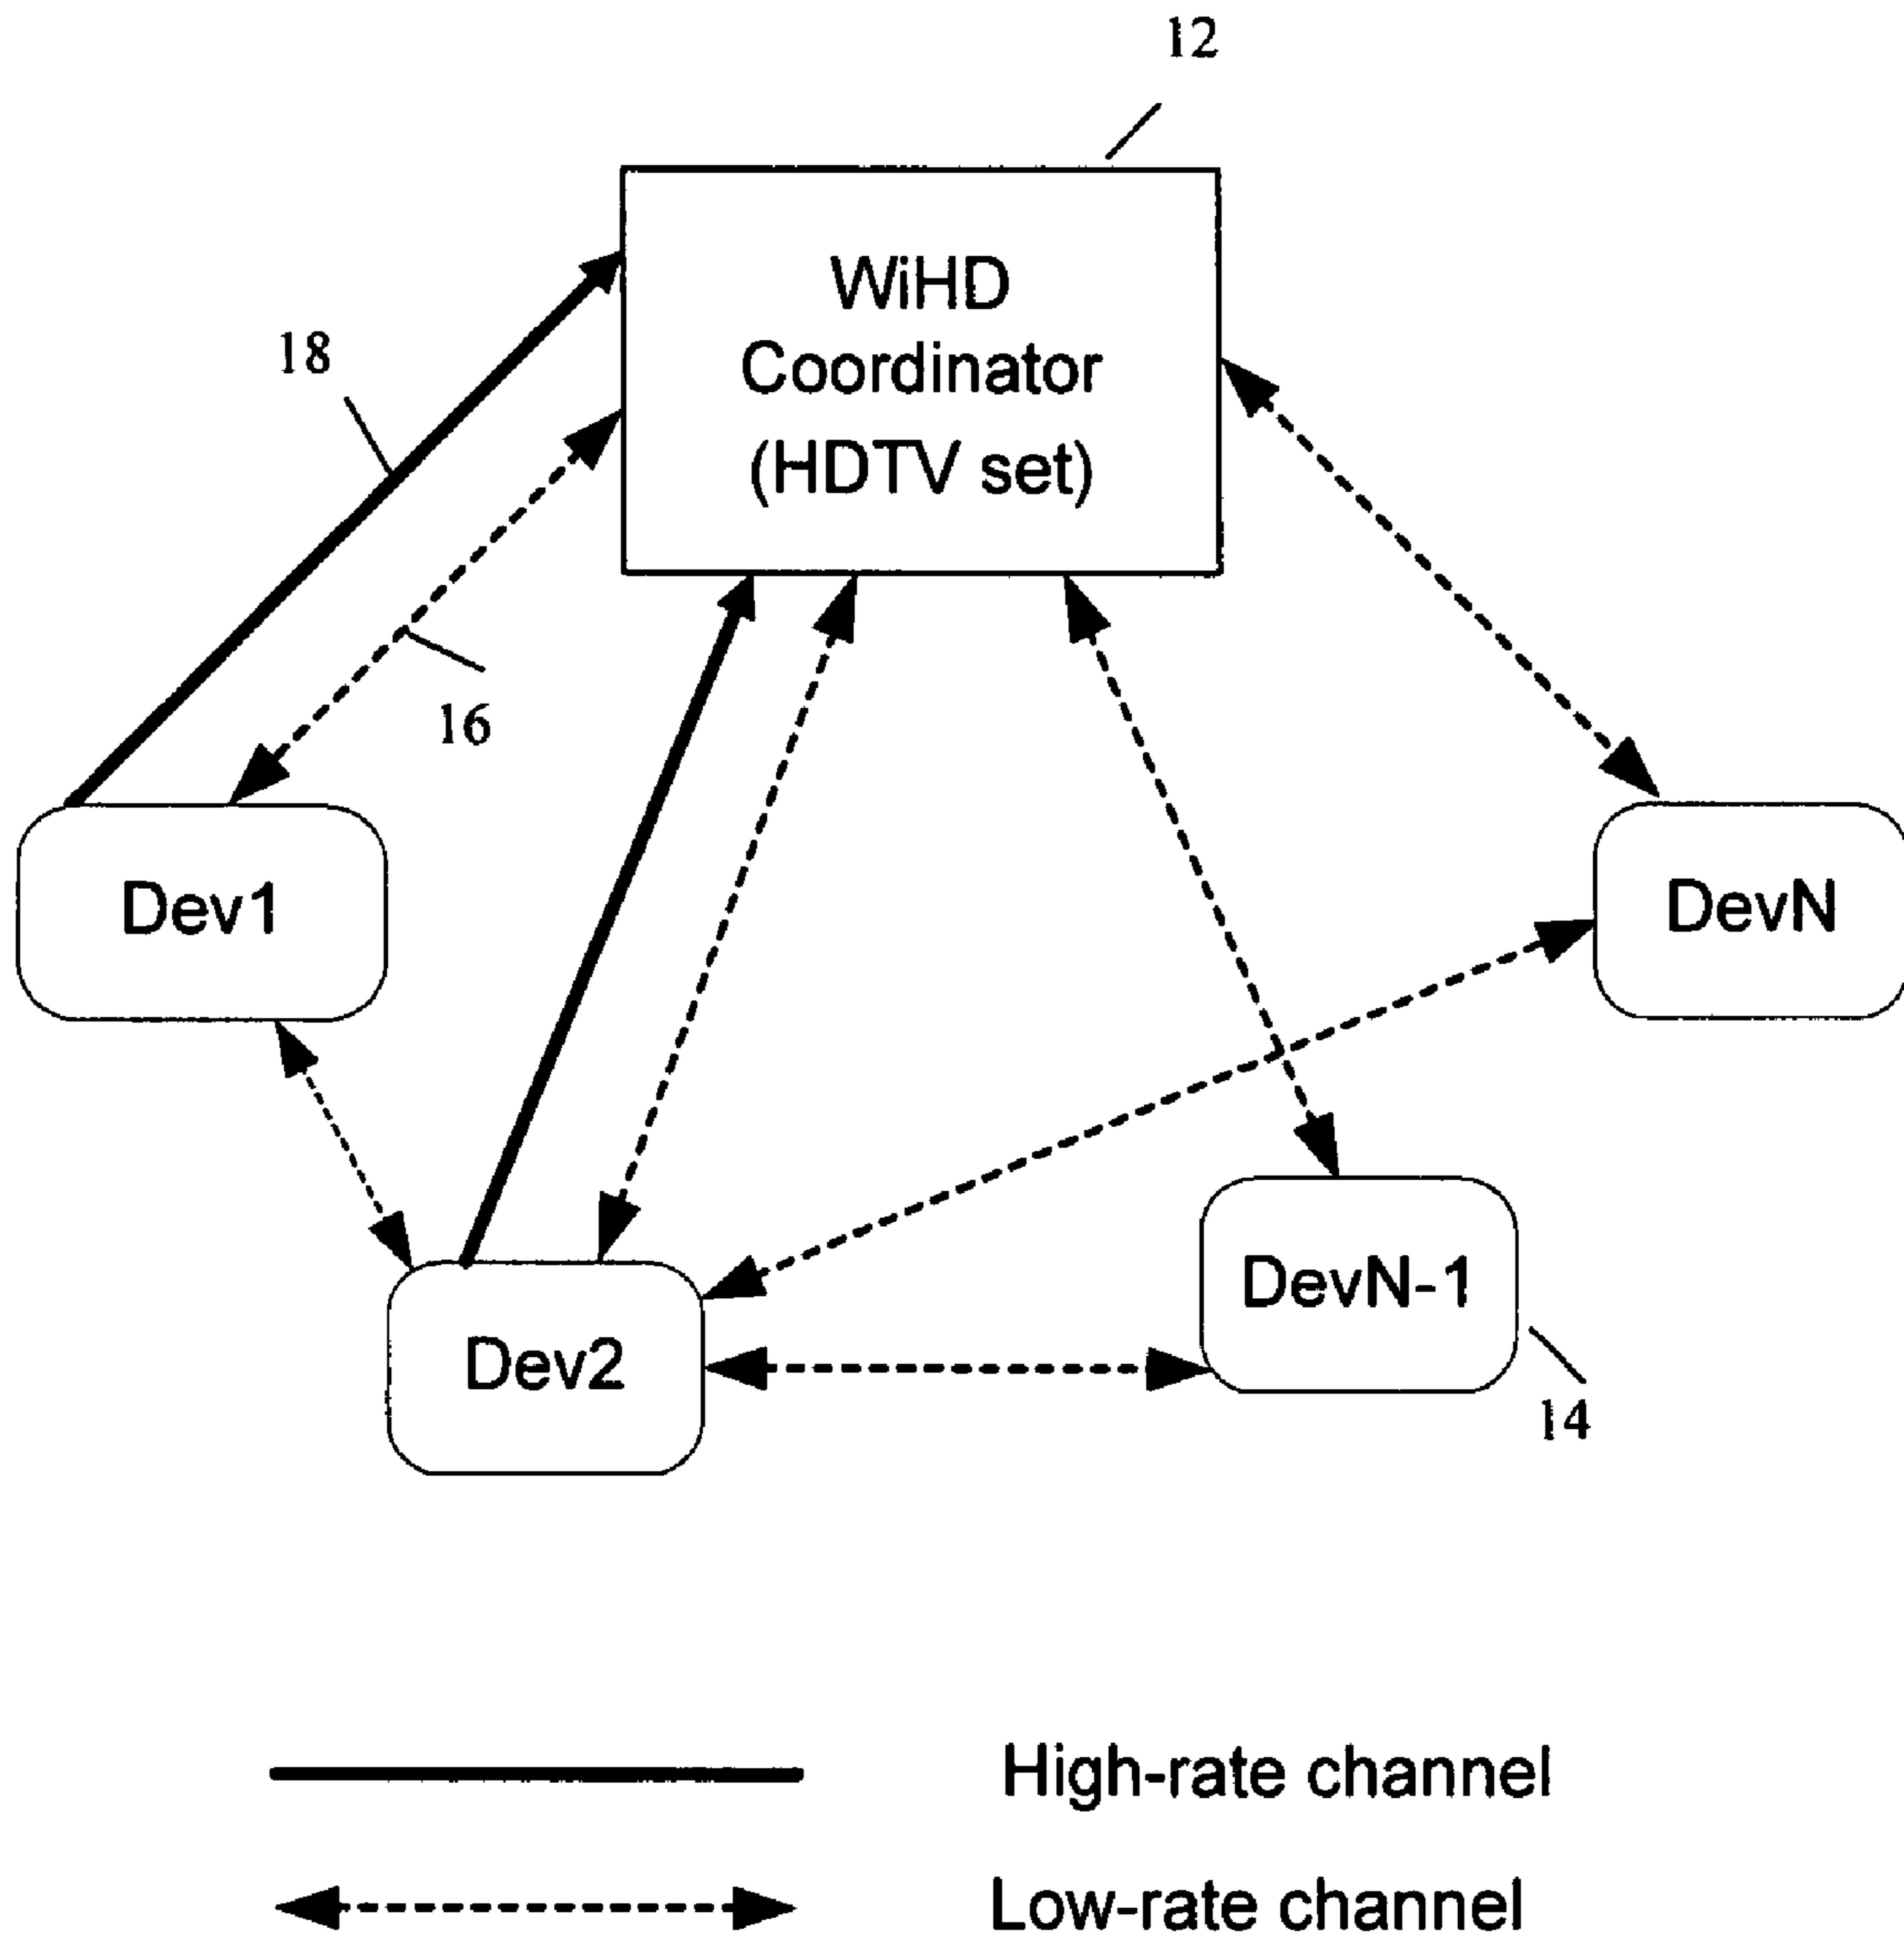 12
WiHD
Coordinator
(HDTV set)
18
16
Dev1
DevN
DevN-1
Dev2
14
High-rate channel
Low-rate channel